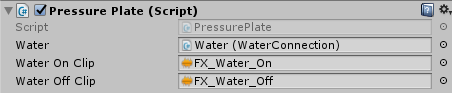 Pressure Plate (Script)
Script PressurePlate
Water Water (WaterConnection)
Water On Clip FX_Water_On
Water Off Clip FX_Water_Off